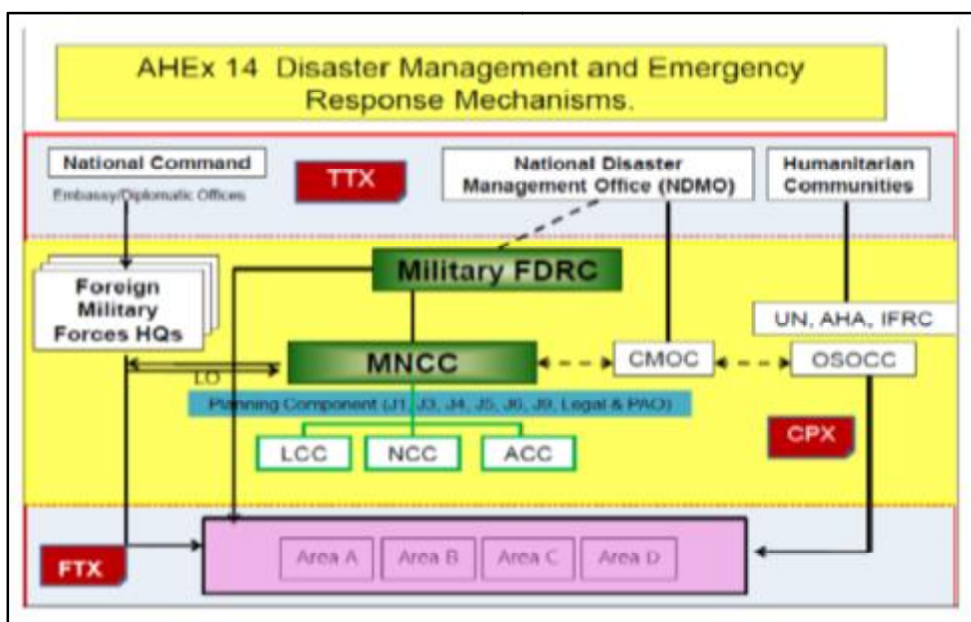 AHEx 14 Disaster Management and Emergency
Response Mechanisms.
National Command
Embassy/Diplomatic Offices
TTX
National Disaster
Management Office (NDMO)
Humanitarian
Communities
Military FDRC
Foreign
Military
Forces HQs
UN, AHA, IFRC
LO
MNCC
CMOC
OSOCC
Planning Component (J1, J3, J4, J5, J6, J9, Legal & PAO)
LCC
NCC
ACC
CPX
FTX
Area A
Area B
Area C
Area D